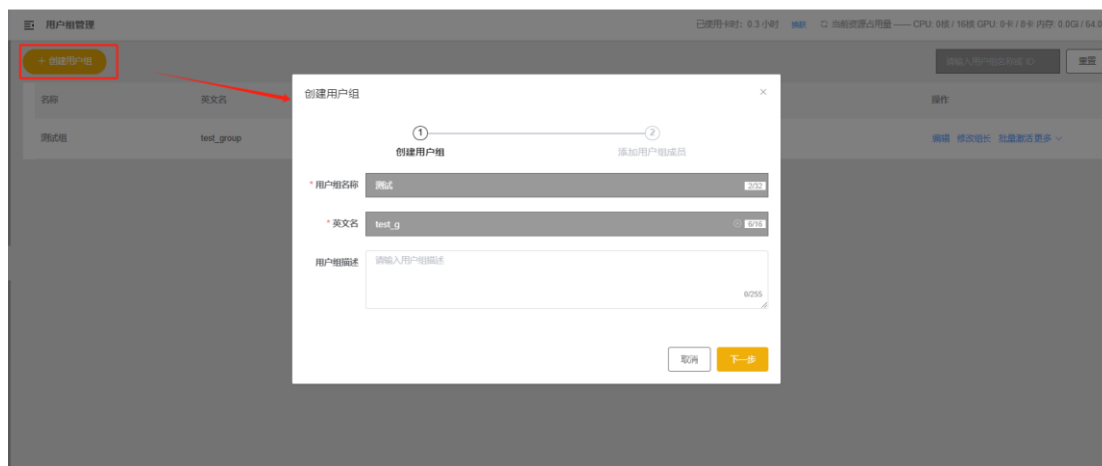 用户组管理
已使用卡时：0.3 小时 当前资源占用量 —— CPU: 0核 / 16核 GPU: 0卡 / 0卡 内存: 0.0GI / 64.0
+ 创建用户组
请输入用户组名称或 ID
重置
名称 英文名 操作
测试组 test_group 编辑 修改组长 批量激活 更多
创建用户组
1 2
创建用户组 添加用户组成员
* 用户组名称 测试 2/32
* 英文名 test_g 6/16
用户组描述 请输入用户组描述
0/255
取消 下一步